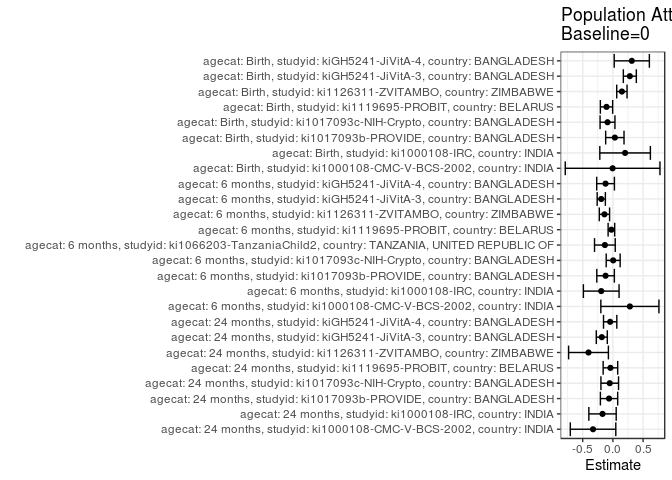 Population Att
Baseline=0
agecat: Birth, studyid: kiGH5241-JiVitA-4, country: BANGLADESH
agecat: Birth, studyid: kiGH5241-JiVitA-3, country: BANGLADESH
agecat: Birth, studyid: ki1126311-ZVITAMBO, country: ZIMBABWE
agecat: Birth, studyid: ki1119695-PROBIT, country: BELARUS
agecat: Birth, studyid: ki1017093c-NIH-Crypto, country: BANGLADESH
agecat: Birth, studyid: ki1017093b-PROVIDE, country: BANGLADESH
agecat: Birth, studyid: ki1000108-IRC, country: INDIA
agecat: Birth, studyid: ki1000108-CMC-V-BCS-2002, country: INDIA
agecat: 6 months, studyid: kiGH5241-JiVitA-4, country: BANGLADESH
agecat: 6 months, studyid: kiGH5241-JiVitA-3, country: BANGLADESH
agecat: 6 months, studyid: ki1126311-ZVITAMBO, country: ZIMBABWE
agecat: 6 months, studyid: ki1119695-PROBIT, country: BELARUS
agecat: 6 months, studyid: ki1066203-TanzaniaChild2, country: TANZANIA, UNITED REPUBLIC OF
agecat: 6 months, studyid: ki1017093c-NIH-Crypto, country: BANGLADESH
agecat: 6 months, studyid: ki1017093b-PROVIDE, country: BANGLADESH
agecat: 6 months, studyid: ki1000108-IRC, country: INDIA
agecat: 6 months, studyid: ki1000108-CMC-V-BCS-2002, country: INDIA
agecat: 24 months, studyid: kiGH5241-JiVitA-4, country: BANGLADESH
agecat: 24 months, studyid: kiGH5241-JiVitA-3, country: BANGLADESH
agecat: 24 months, studyid: ki1126311-ZVITAMBO, country: ZIMBABWE
agecat: 24 months, studyid: ki1119695-PROBIT, country: BELARUS
agecat: 24 months, studyid: ki1017093c-NIH-Crypto, country: BANGLADESH
agecat: 24 months, studyid: ki1017093b-PROVIDE, country: BANGLADESH
agecat: 24 months, studyid: ki1000108-IRC, country: INDIA
agecat: 24 months, studyid: ki1000108-CMC-V-BCS-2002, country: INDIA
-0.5 0.0 0.5
Estimate